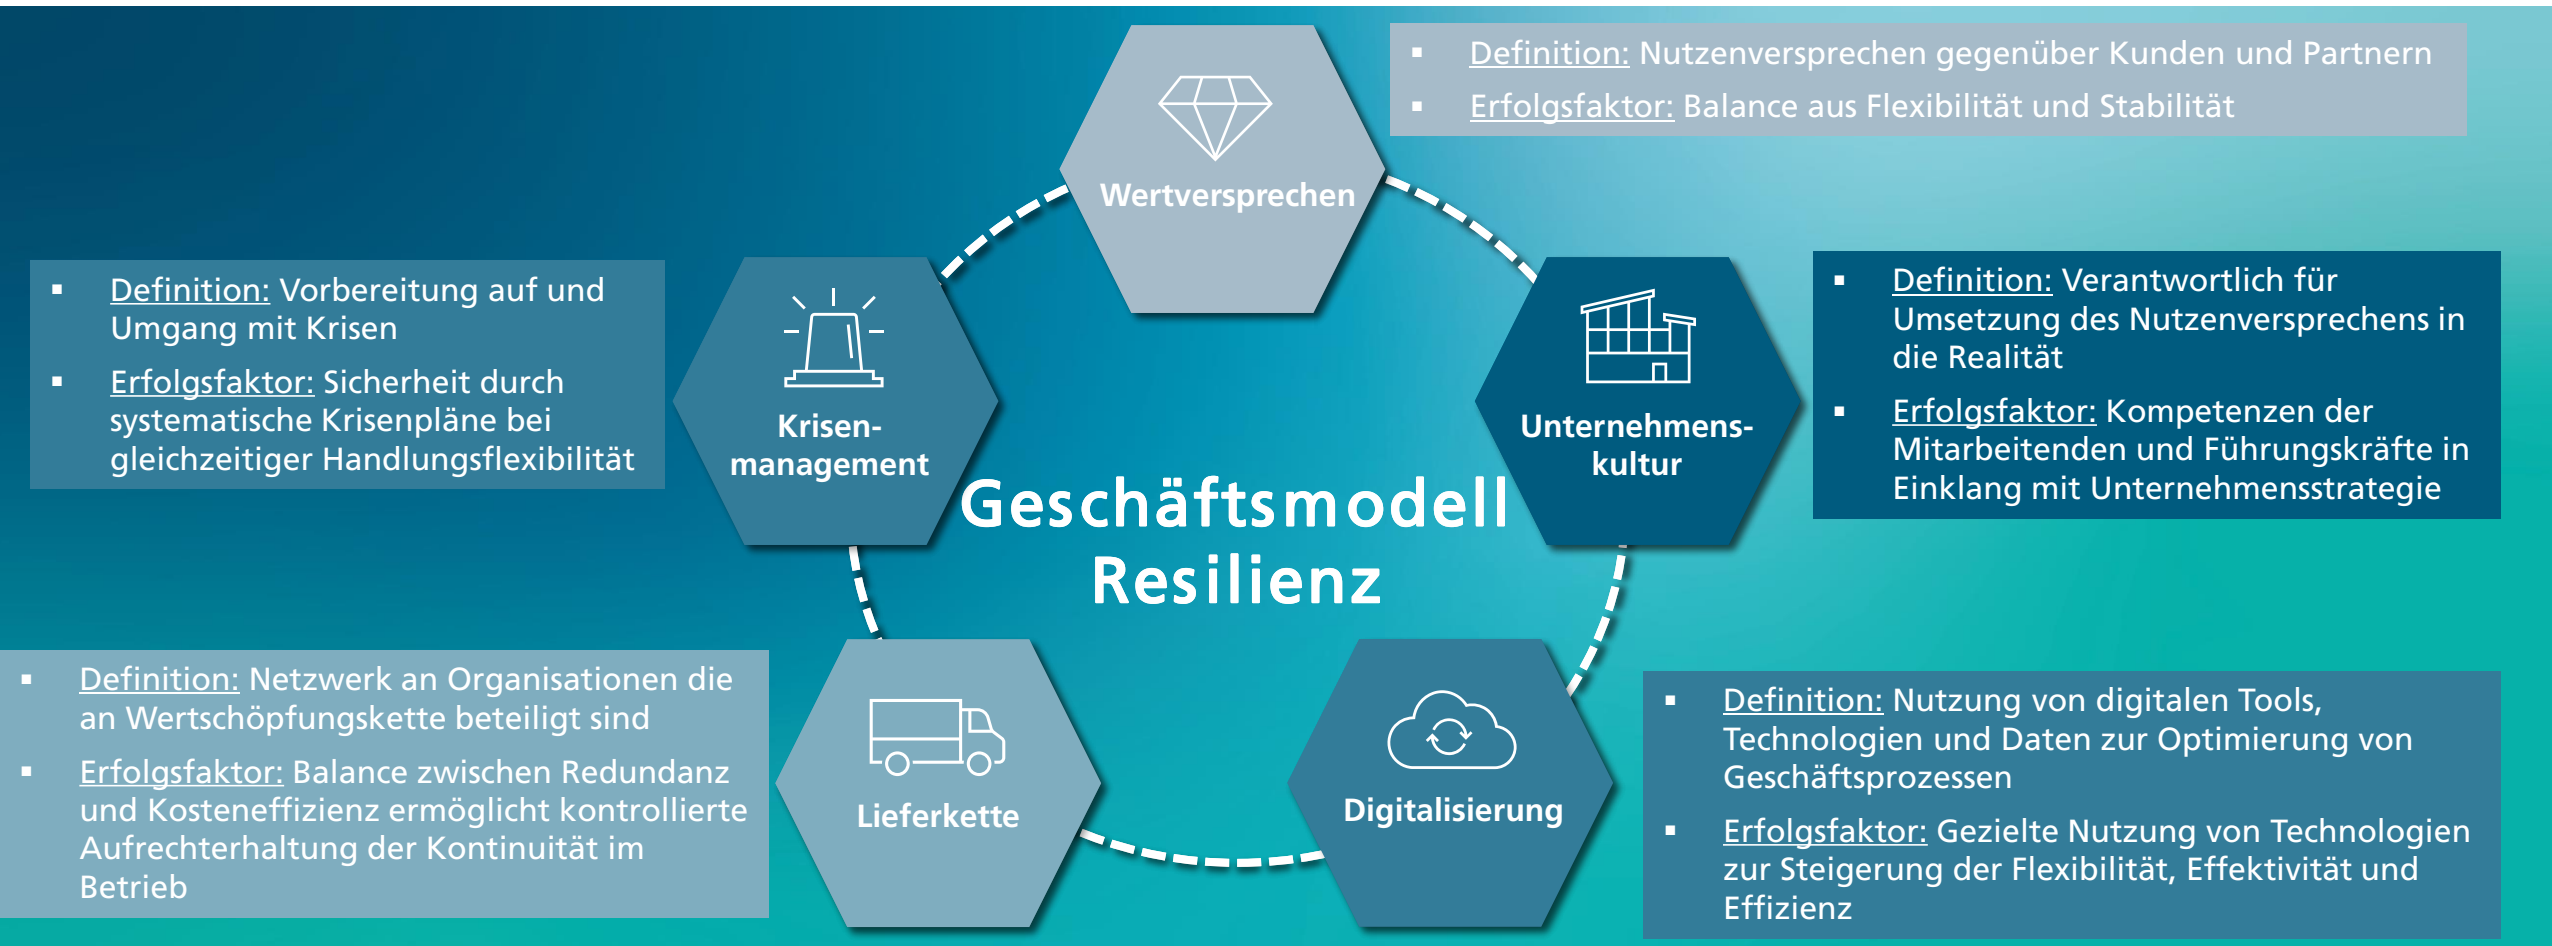 Wertversprechen
▪ Definition: Nutzenversprechen gegenüber Kunden und Partnern
▪ Erfolgsfaktor: Balance aus Flexibilität und Stabilität
Unternehmens-
kultur
▪ Definition: Verantwortlich für
Umsetzung des Nutzenversprechens in
die Realität
▪ Erfolgsfaktor: Kompetenzen der
Mitarbeitenden und Führungskräfte in
Einklang mit Unternehmensstrategie
▪ Definition: Vorbereitung auf und
Umgang mit Krisen
▪ Erfolgsfaktor: Sicherheit durch
systematische Krisenpläne bei
gleichzeitiger Handlungsflexibilität
Krisen-
management
Geschäftsmodell
Resilienz
▪ Definition: Netzwerk an Organisationen die
an Wertschöpfungskette beteiligt sind
▪ Erfolgsfaktor: Balance zwischen Redundanz
und Kosteneffizienz ermöglicht kontrollierte
Aufrechterhaltung der Kontinuität im
Betrieb
Lieferkette
Digitalisierung
▪ Definition: Nutzung von digitalen Tools,
Technologien und Daten zur Optimierung von
Geschäftsprozessen
▪ Erfolgsfaktor: Gezielte Nutzung von Technologien
zur Steigerung der Flexibilität, Effektivität und
Effizienz